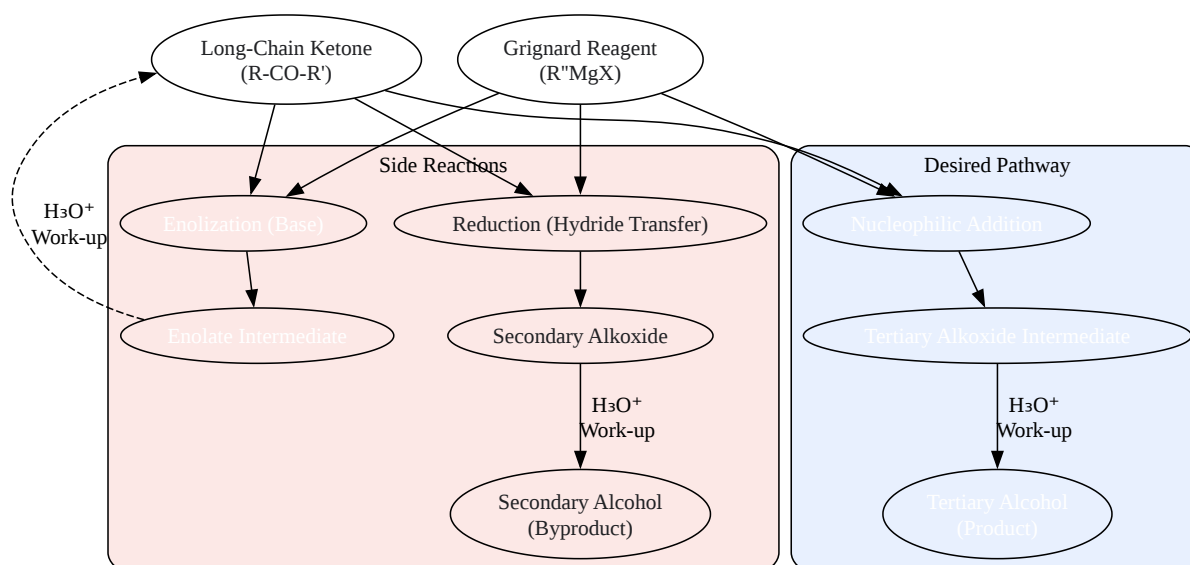 Long-Chain Ketone
(R-CO-R')
Grignard Reagent
(R"MgX)
Side Reactions
Desired Pathway
Enolization (Base)
Reduction (Hydride Transfer)
Nucleophilic Addition
H₃O⁺
Work-up
Enolate Intermediate
Secondary Alkoxide
Tertiary Alkoxide Intermediate
H₃O⁺
Work-up
H₃O⁺
Work-up
Secondary Alcohol
(Byproduct)
Tertiary Alcohol
(Product)